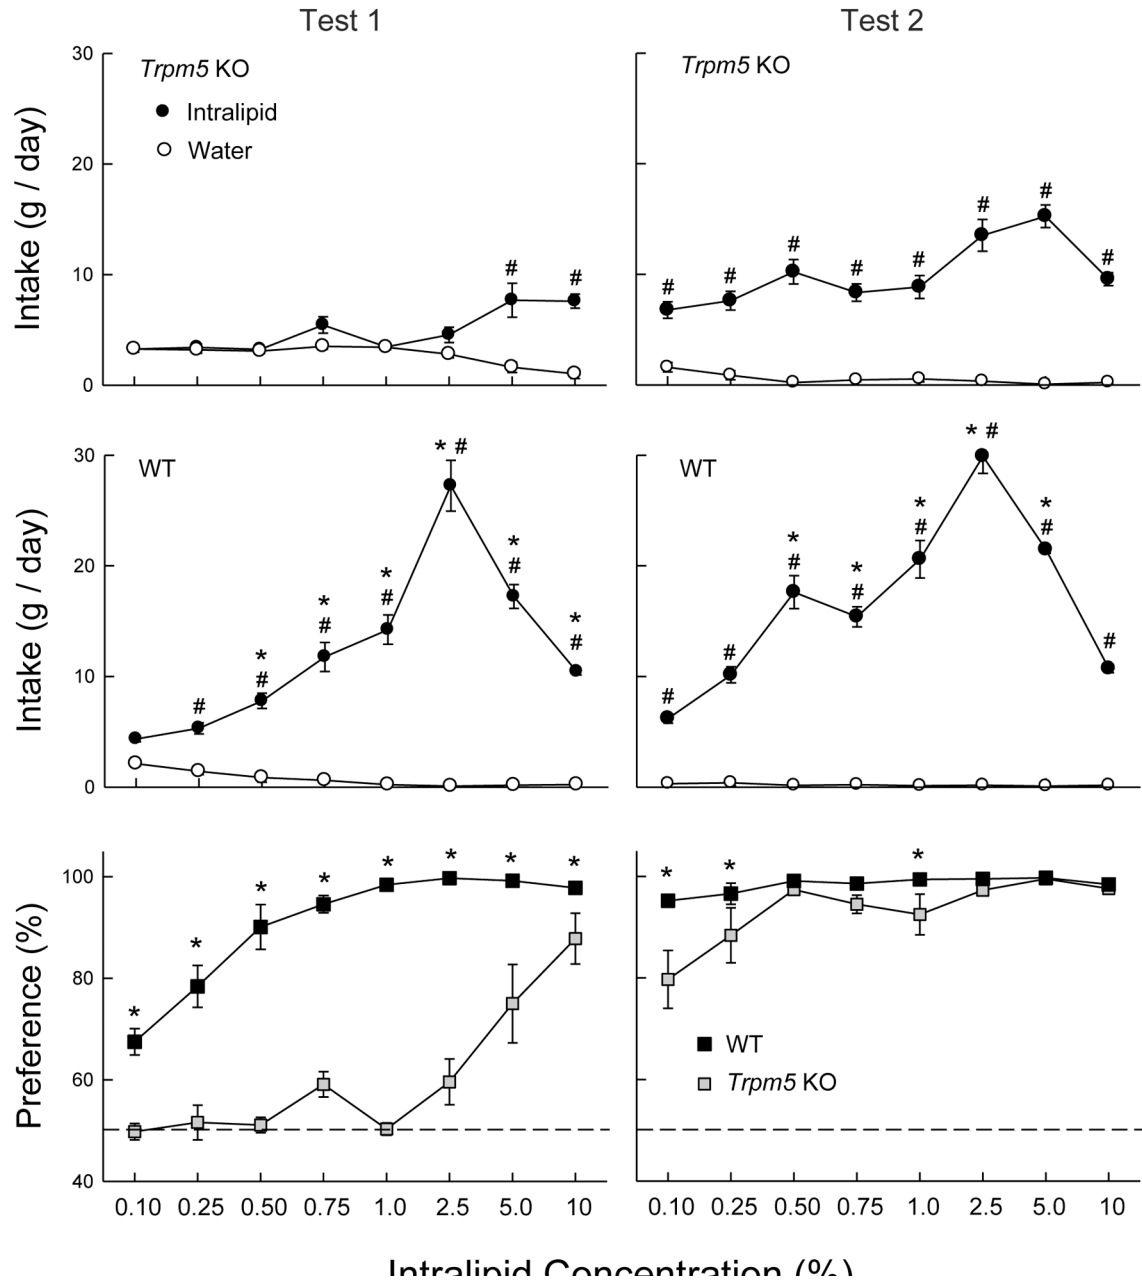 Test 1
Test 2
Intake (g / day)
30
20
10
0
Trpm5 KO
Intralipid
Water
# #
Trpm5 KO
# # # # # # # #
Intake (g / day)
30
20
10
0
WT
#
* #
* #
* #
* #
* #
* #
WT
#
#
* #
* #
* #
* #
* #
#
Preference (%)
100
80
60
40
* * * * * * * *
0.10 0.25 0.50 0.75 1.0 2.5 5.0 10
* * *
WT
Trpm5 KO
0.10 0.25 0.50 0.75 1.0 2.5 5.0 10
Intralipid Concentration (%)